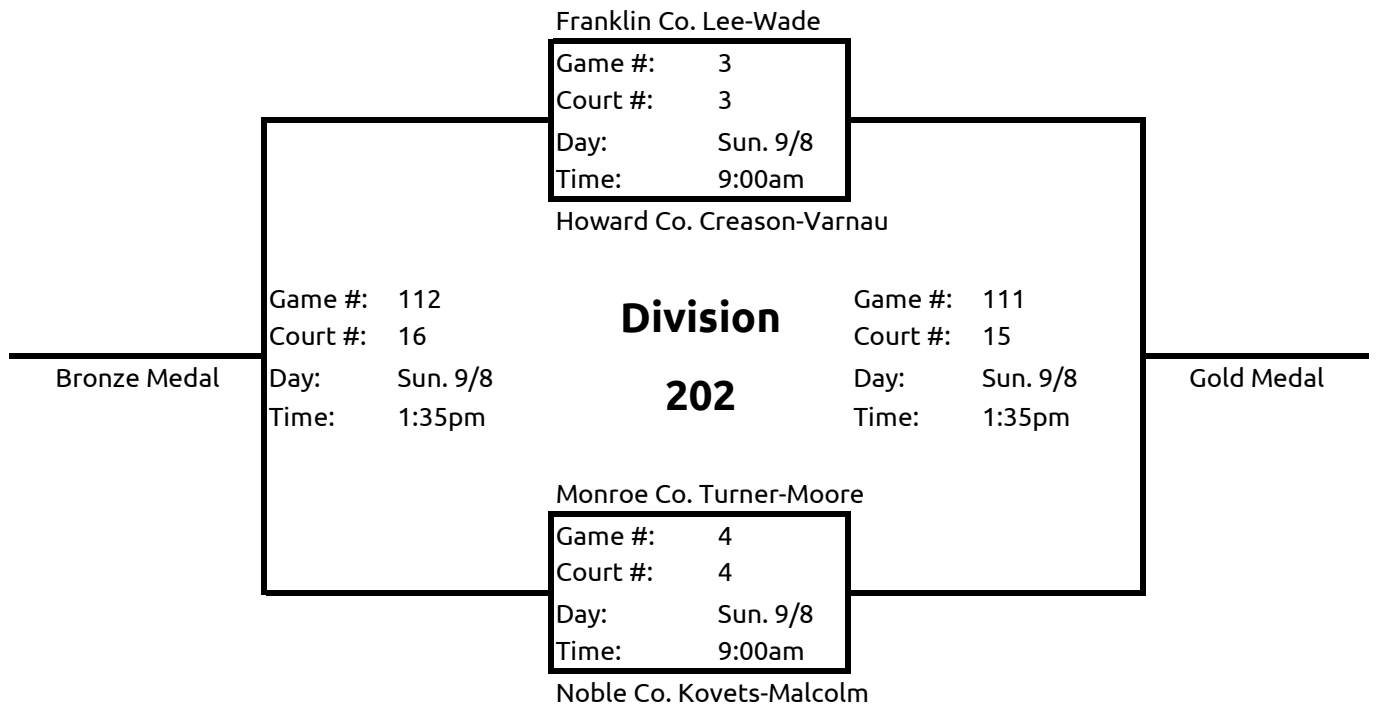 Franklin Co. Lee-Wade
Game #: 3
Court #: 3
Day: Sun. 9/8
Time: 9:00am
Howard Co. Creason-Varnau
Game #: 112
Court #: 16
Day: Sun. 9/8
Time: 1:35pm
Bronze Medal
Division
202
Game #: 111
Court #: 15
Day: Sun. 9/8
Time: 1:35pm
Gold Medal
Monroe Co. Turner-Moore
Game #: 4
Court #: 4
Day: Sun. 9/8
Time: 9:00am
Noble Co. Kovets-Malcolm